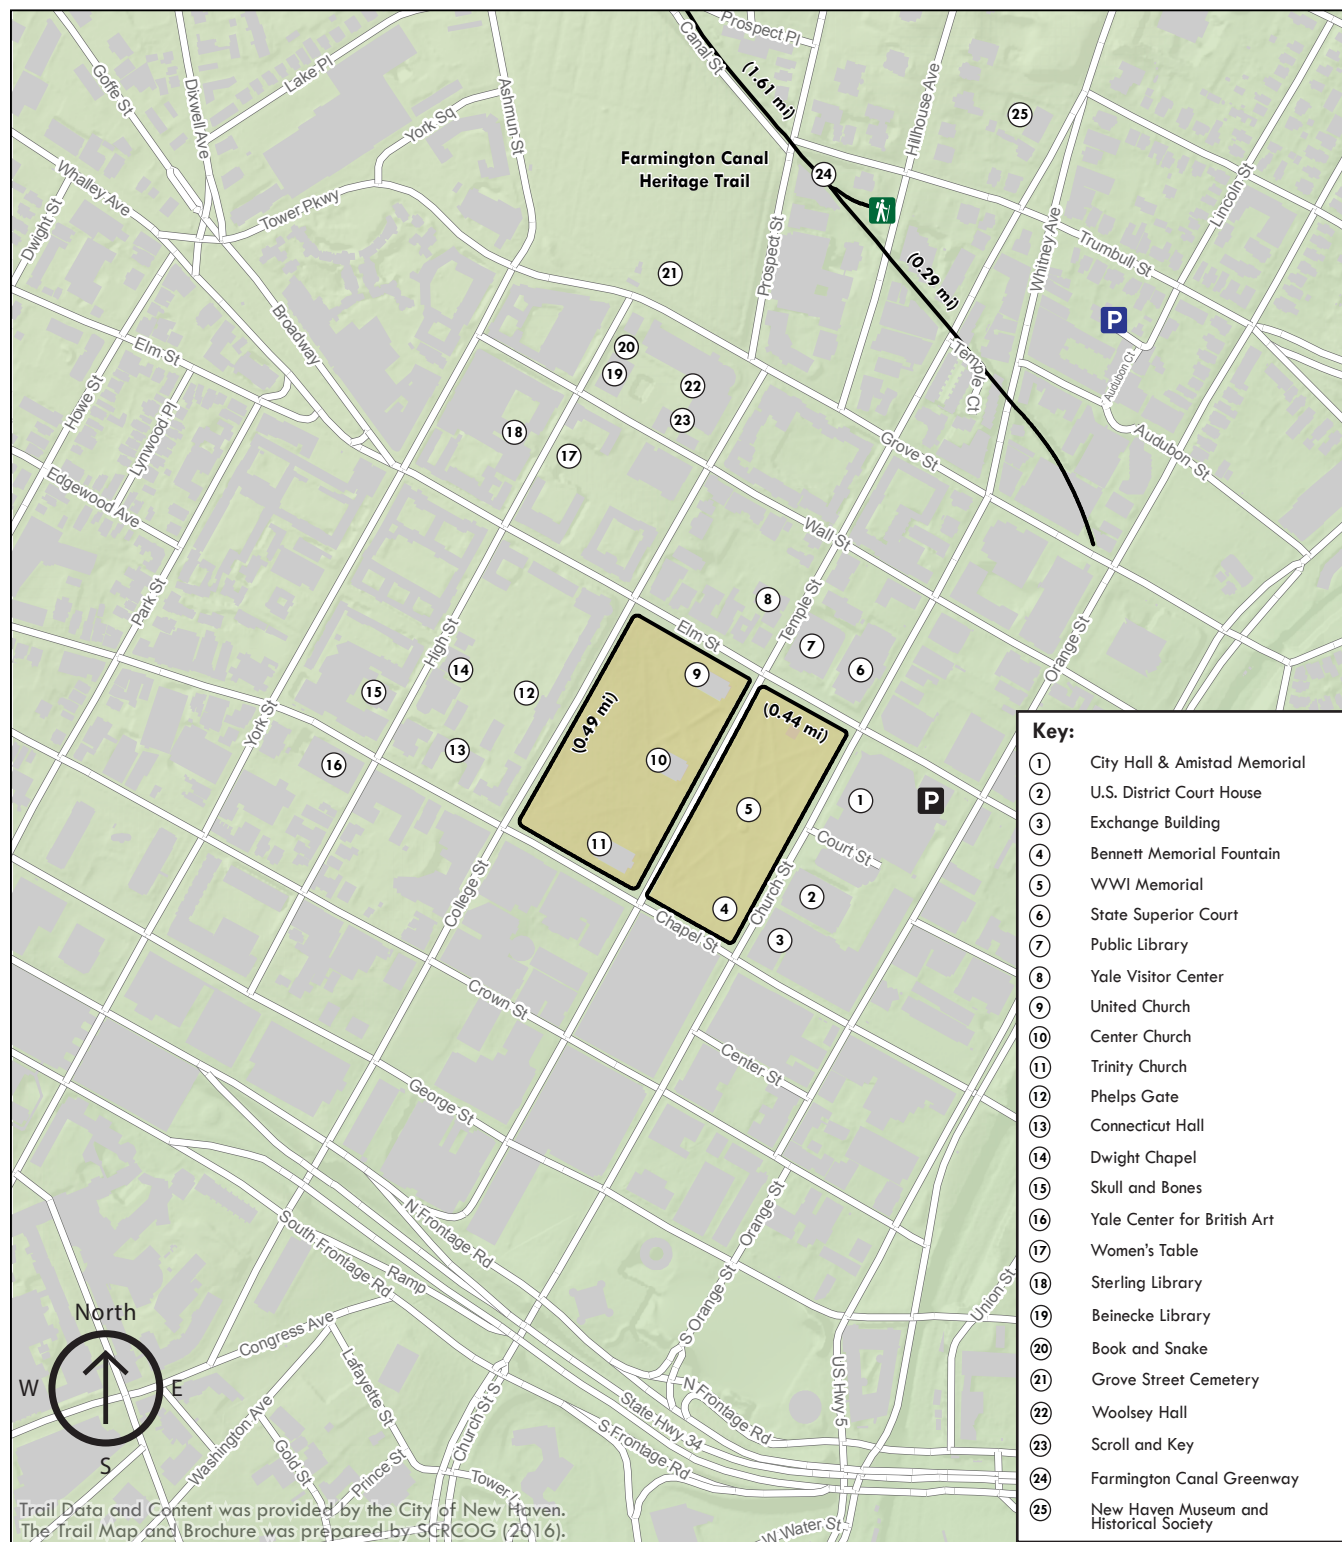 Prospect Pl
Canal St
(1.61 mi)
Goffe St
Dixwell Ave
Lake Pl
Ashmun St
York Sq
Hillhouse Ave
25
Farmington Canal
Heritage Trail
24
Whalley Ave
Dwight St
Tower Pkwy
Lincoln St
Prospect St
Whitney Ave
Trumbull St
21
(0.29 mi)
P
Broadway
Elm St
20
19
22
Temple Ct
Audubon Ct
Howe St
Lynwood Pl
23
18
17
Grove St
Audubon St
Edgewood Ave
Wall St
Park St
8
Temple St
7
6
Elm St
High St
Orange St
14
15
12
9
(0.49 mi)
(0.44 mi)
York St
13
16
10
5
1
P
Court St
11
College St
4
Church St
2
3
Chapel St
Crown St
Center St
George St
Orange St
N Frontage Rd
South Frontage Rd
Ramp
S Orange St
Union St
Congress Ave
Lafayette St
US Hwy 5
N Frontage Rd
State Hwy 34
S Frontage Rd
Church St S
Washington Ave
Gold St
Prince St
Tower
W Water St
North
W
E
S
Trail Data and Content was provided by the City of New Haven.
The Trail Map and Brochure was prepared by SCRCOG (2016).
Key:
1 City Hall & Amistad Memorial
2 U.S. District Court House
3 Exchange Building
4 Bennett Memorial Fountain
5 WWI Memorial
6 State Superior Court
7 Public Library
8 Yale Visitor Center
9 United Church
10 Center Church
11 Trinity Church
12 Phelps Gate
13 Connecticut Hall
14 Dwight Chapel
15 Skull and Bones
16 Yale Center for British Art
17 Women's Table
18 Sterling Library
19 Beinecke Library
20 Book and Snake
21 Grove Street Cemetery
22 Woolsey Hall
23 Scroll and Key
24 Farmington Canal Greenway
25 New Haven Museum and
Historical Society